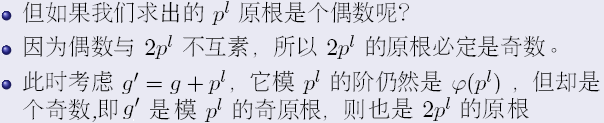 但如果我们求出的 p^l 原根是个偶数呢?
因为偶数与 2p^l 不互素，所以 2p^l 的原根必定是奇数。
此时考虑 g′ = g + p^l，它模 p^l 的阶仍然是 φ(p^l) ，但却是
个奇数,即 g′ 是模 p^l 的奇原根，则也是 2p^l 的原根